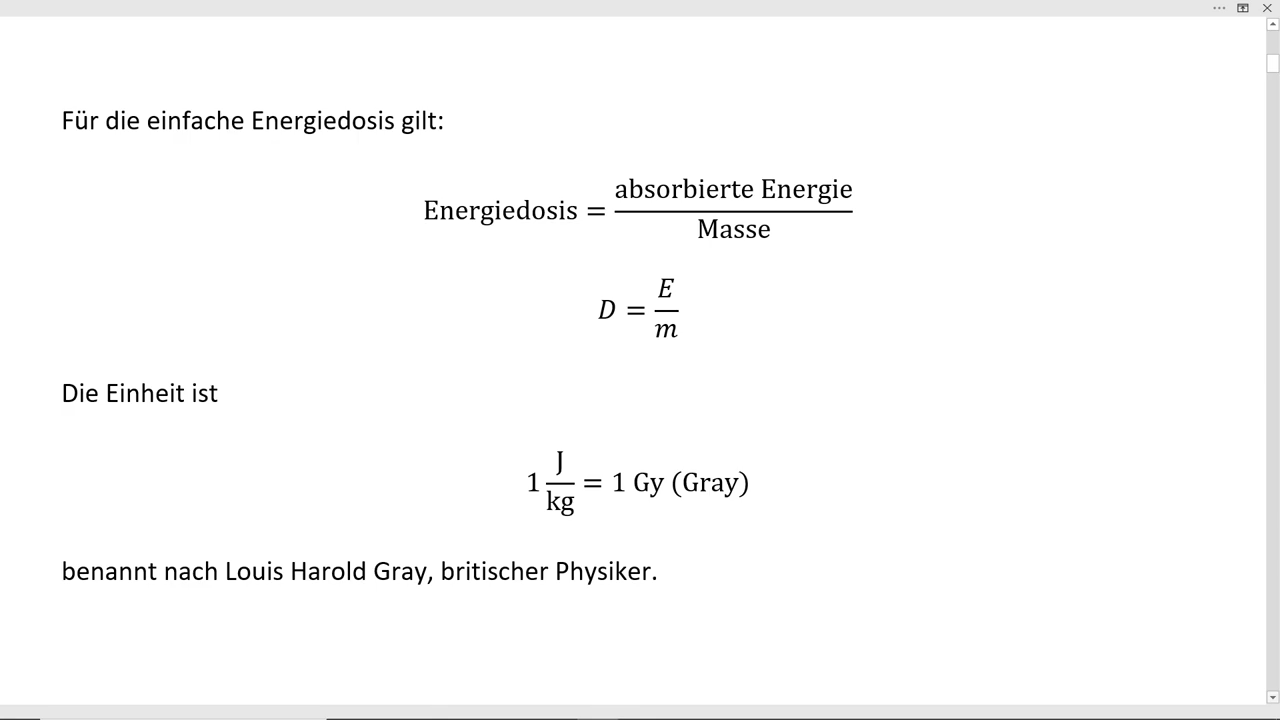 Für die einfache Energiedosis gilt:
Energiedosis = absorbierte Energie / Masse
D = E / m
Die Einheit ist
1 J / kg = 1 Gy (Gray)
benannt nach Louis Harold Gray, britischer Physiker.